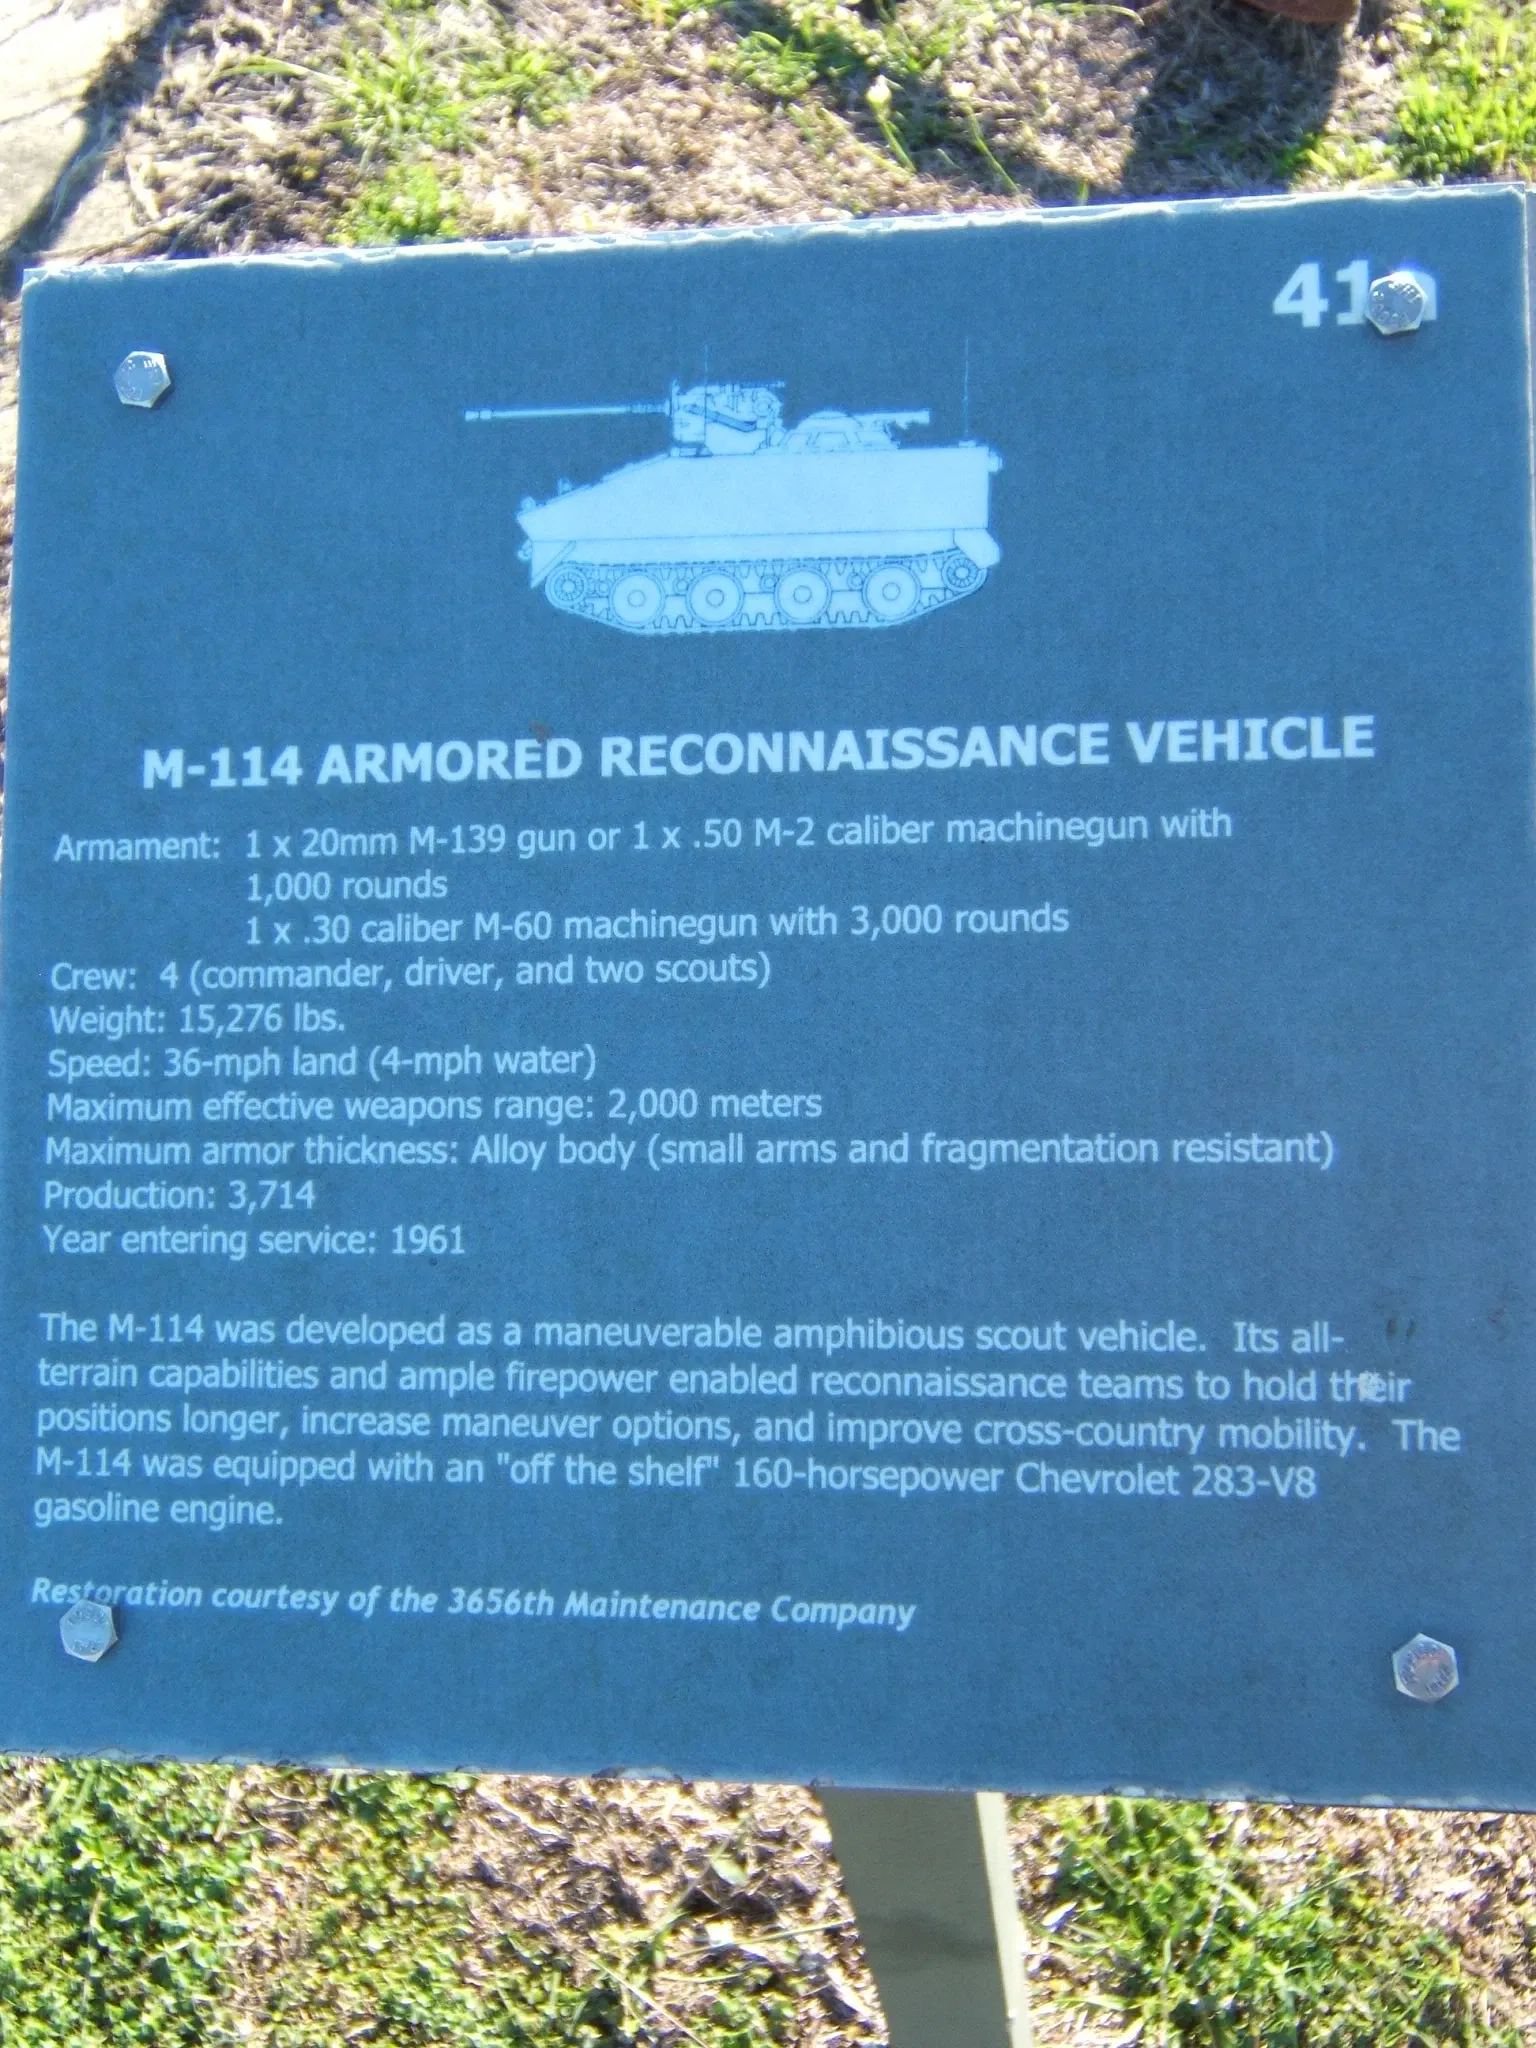 41a
M-114 ARMORED RECONNAISSANCE VEHICLE
Armament: 1 x 20mm M-139 gun or 1 x .50 M-2 caliber machinegun with
1,000 rounds
1 x .30 caliber M-60 machinegun with 3,000 rounds
Crew: 4 (commander, driver, and two scouts)
Weight: 15,276 lbs.
Speed: 36-mph land (4-mph water)
Maximum effective weapons range: 2,000 meters
Maximum armor thickness: Alloy body (small arms and fragmentation resistant)
Production: 3,714
Year entering service: 1961
The M-114 was developed as a maneuverable amphibious scout vehicle. Its all-
terrain capabilities and ample firepower enabled reconnaissance teams to hold their
positions longer, increase maneuver options, and improve cross-country mobility. The
M-114 was equipped with an "off the shelf" 160-horsepower Chevrolet 283-V8
gasoline engine.
Restoration courtesy of the 3656th Maintenance Company